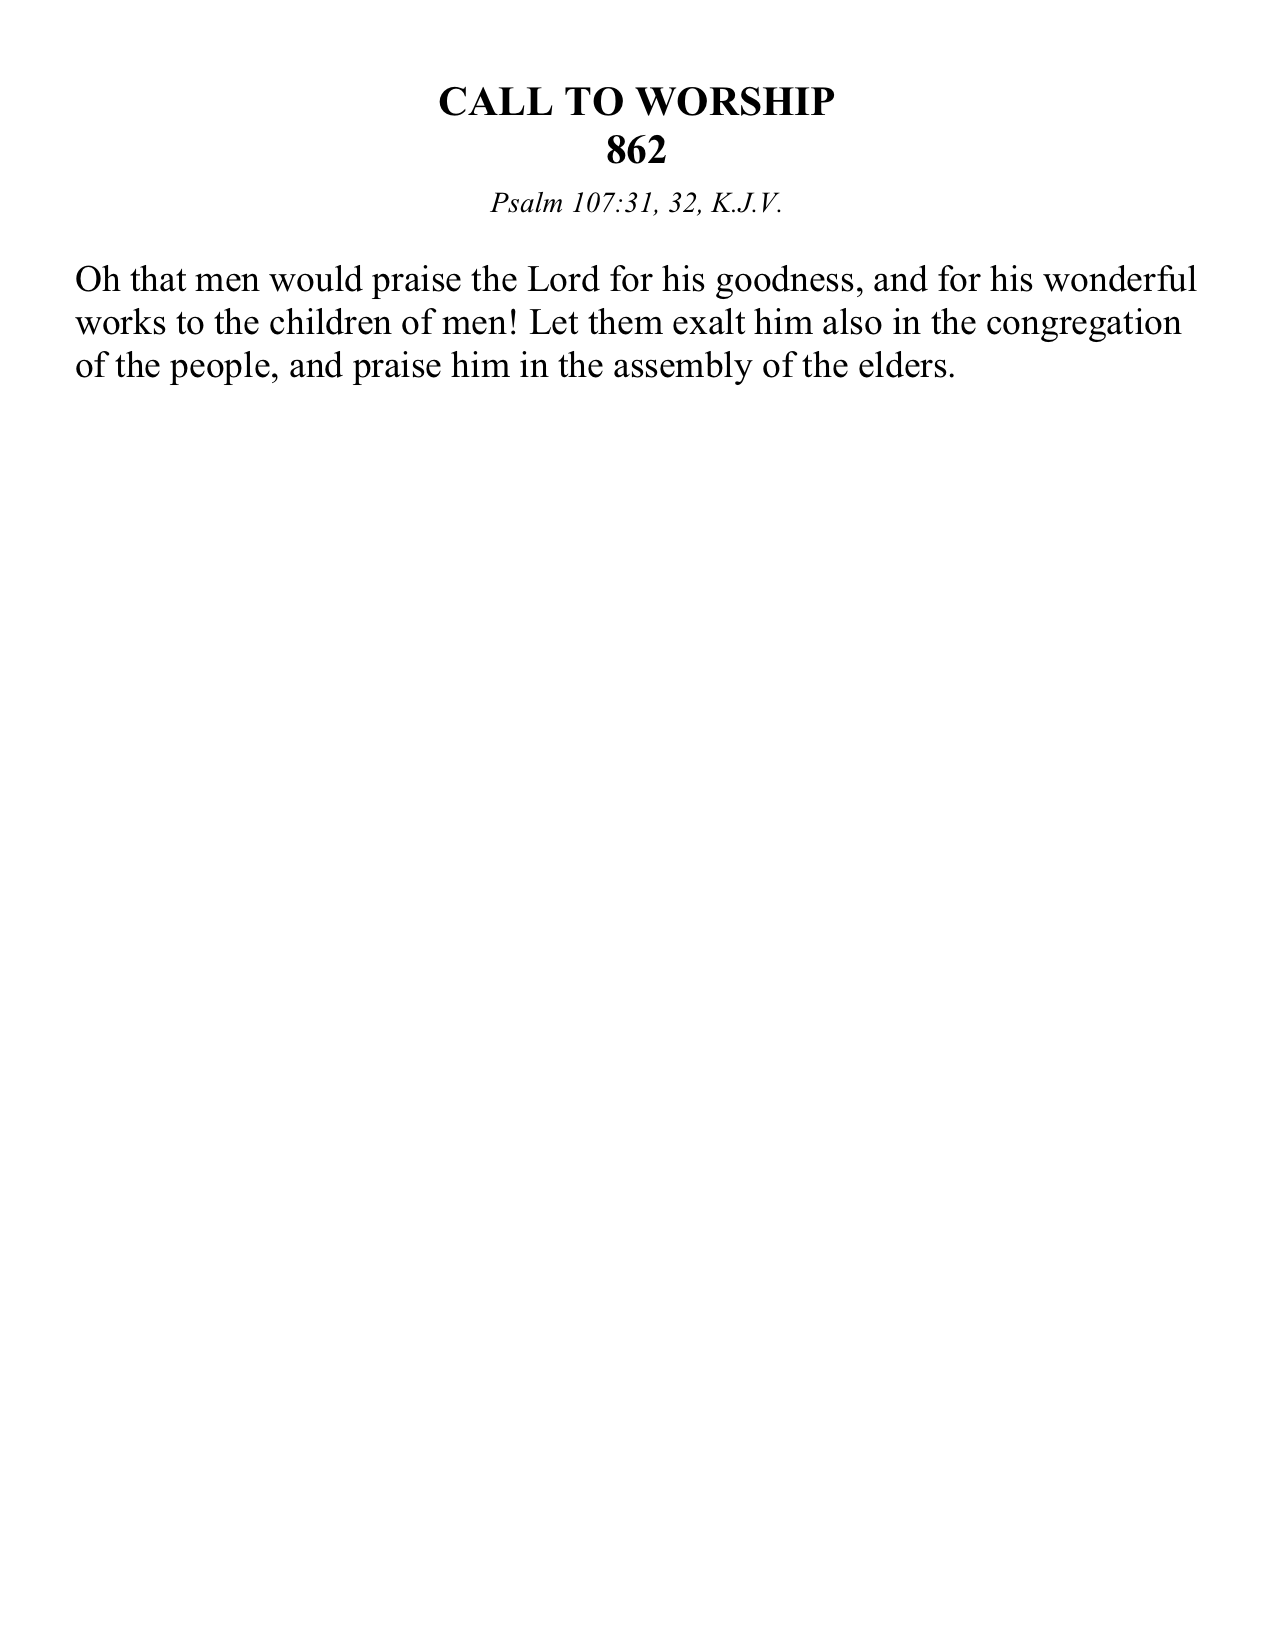 CALL TO WORSHIP
862
Psalm 107:31, 32, K.J.V.
Oh that men would praise the Lord for his goodness, and for his wonderful
works to the children of men! Let them exalt him also in the congregation
of the people, and praise him in the assembly of the elders.